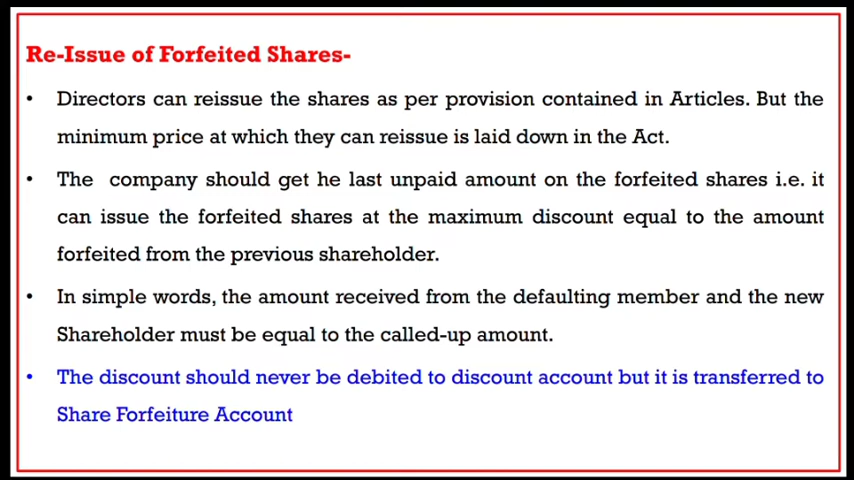 Re-Issue of Forfeited Shares-
• Directors can reissue the shares as per provision contained in Articles. But the
minimum price at which they can reissue is laid down in the Act.
• The company should get he last unpaid amount on the forfeited shares i.e. it
can issue the forfeited shares at the maximum discount equal to the amount
forfeited from the previous shareholder.
• In simple words, the amount received from the defaulting member and the new
Shareholder must be equal to the called-up amount.
• The discount should never be debited to discount account but it is transferred to
Share Forfeiture Account